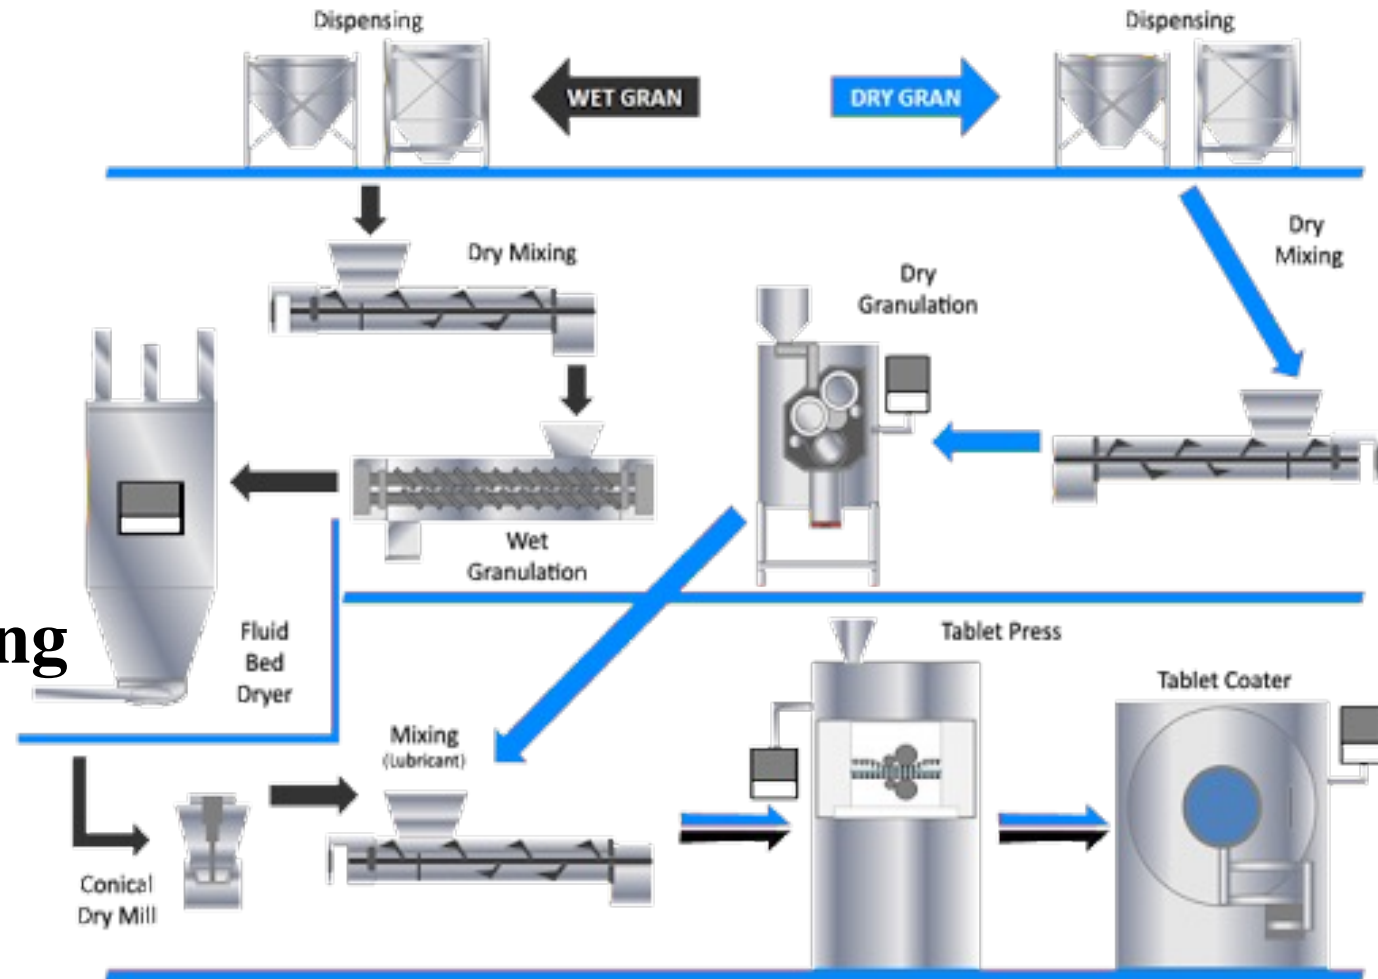 Dispensing
Dispensing
WET GRAN
DRY GRAN
Dry Mixing
Dry
Mixing
Dry
Granulation
Wet
Granulation
ng
Fluid
Bed
Dryer
Tablet Press
Tablet Coater
Mixing
(Lubricant)
Conical
Dry Mill